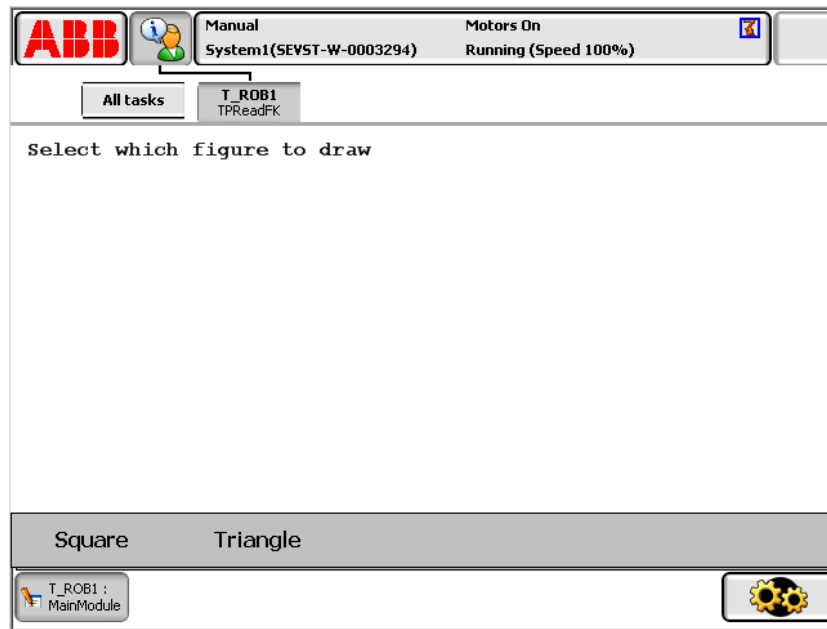 ABB
Manual
Motors On
System1(SEVST-W-0003294)
Running (Speed 100%)
All tasks
T_ROB1
TPReadFK
Select which figure to draw
Square
Triangle
T_ROB1 :
MainModule